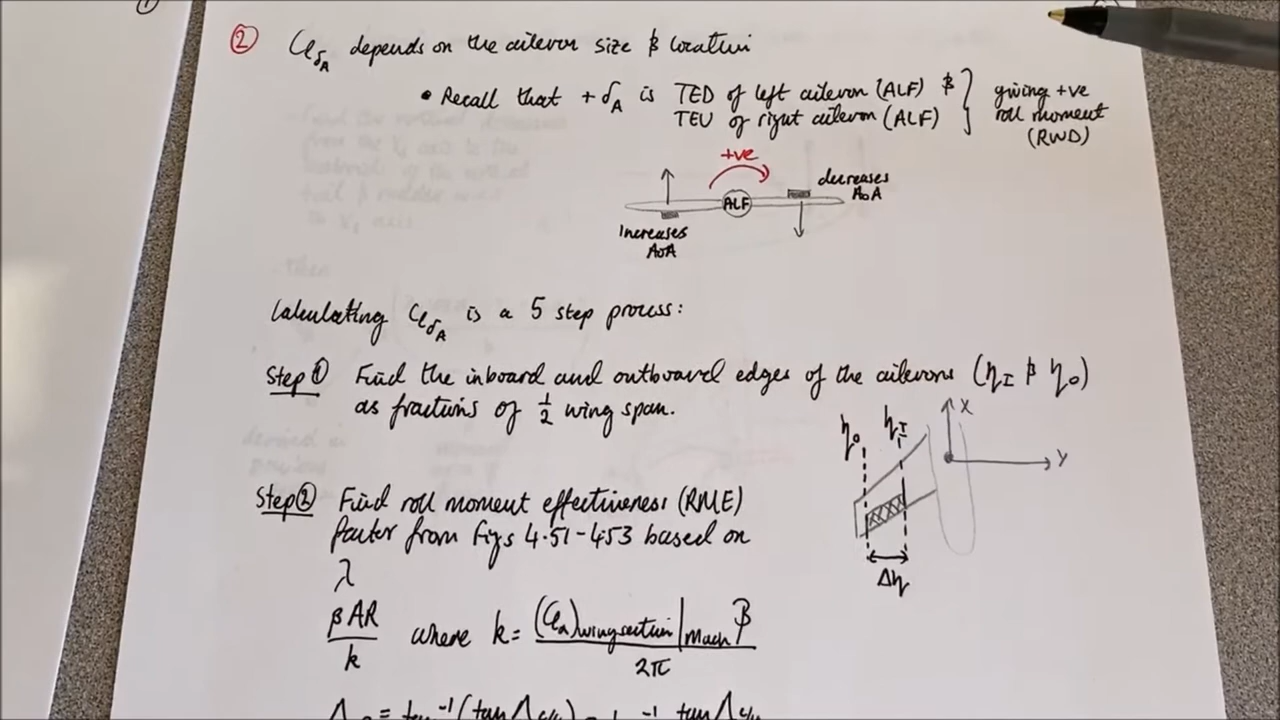 ② Clδ_A depends on the aileron size & location
• Recall that +δ_A is TED of left aileron (ALF) &
TEU of right aileron (ALF)
giving +ve
roll moment
(RWD)
+ve
decreases
AoA
ALF
Increases
AoA
Calculating Clδ_A is a 5 step process:
Step ① Find the inboard and outboard edges of the ailerons (η_I & η_o)
as fractions of 1/2 wing span.
η_o η_I X
Y
Δη
Step ② Find roll moment effectiveness (RME)
factor from Figs 4.51-4.53 based on
λ
βAR/k where k = (Clα)wing section|Mach β / 2π